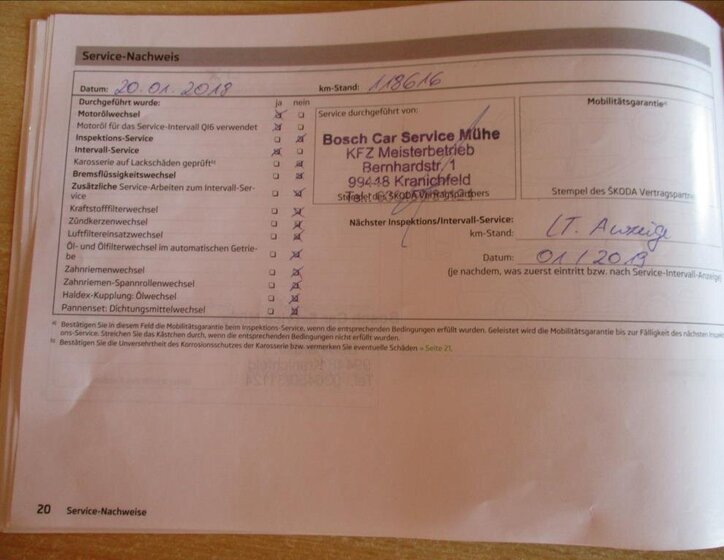 Service-Nachweis
Datum: 20.01.2018
km-Stand: 118616
Durchgeführt wurde: ja nein
Motorölwechsel
Motoröl für das Service-Intervall QI6 verwendet
Inspektions-Service
Intervall-Service
Karosserie auf Lackschäden geprüft b)
Bremsflüssigkeitswechsel
Zusätzliche Service-Arbeiten zum Intervall-Ser-
vice
Kraftstofffilterwechsel
Zündkerzenwechsel
Luftfiltereinsatzwechsel
Öl- und Ölfilterwechsel im automatischen Getrie-
be
Zahnriemenwechsel
Zahnriemen-Spannrollenwechsel
Haldex-Kupplung: Ölwechsel
Pannenset: Dichtungsmittelwechsel
Service durchgeführt von:
Bosch Car Service Mühe
KFZ Meisterbetrieb
Bernhardstr. 1
99448 Kranichfeld
Stempel des ŠKODA Vertragspartners
Mobilitätsgarantie a)
Stempel des ŠKODA Vertragspartn
Nächster Inspektions/Intervall-Service:
km-Stand: LT. Anzeige
Datum: 01/2019
(je nachdem, was zuerst eintritt bzw. nach Service-Intervall-Anzeige)
a) Bestätigen Sie in diesem Feld die Mobilitätsgarantie beim Inspektions-Service, wenn die entsprechenden Bedingungen erfüllt wurden. Geleistet wird die Mobilitätsgarantie bis zur Fälligkeit des nächsten Inspek
ons-Service. Streichen Sie das Kästchen durch, wenn die entsprechenden Bedingungen nicht erfüllt wurden.
b) Bestätigen Sie die Unversehrtheit des Korrosionsschutzes der Karosserie bzw. vermerken Sie eventuelle Schäden » Seite 21.
20 Service-Nachweise